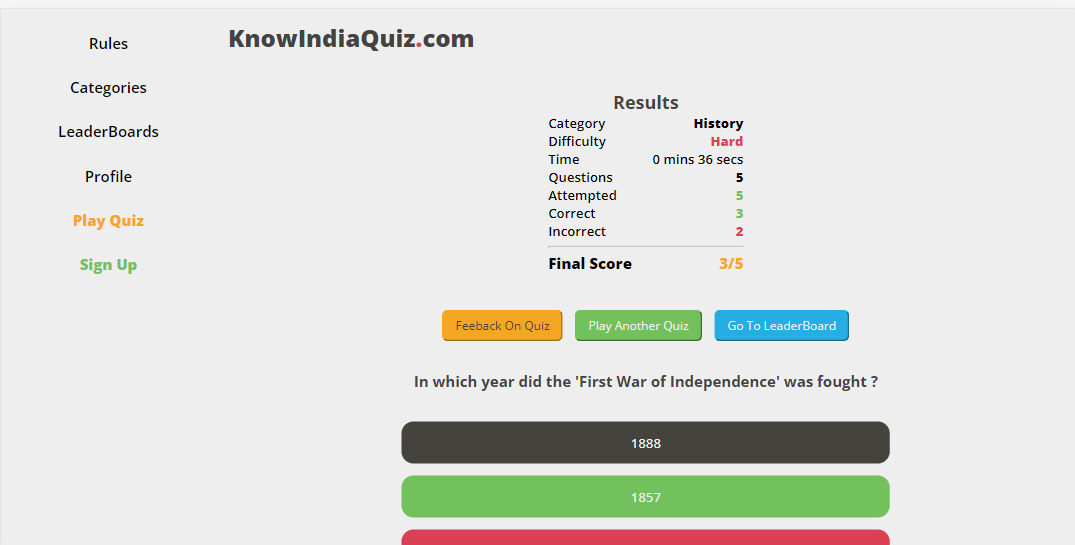 Rules
Categories
LeaderBoards
Profile
Play Quiz
Sign Up
KnowIndiaQuiz.com
Results
Category History
Difficulty Hard
Time 0 mins 36 secs
Questions 5
Attempted 5
Correct 3
Incorrect 2
Final Score 3/5
Feeback On Quiz Play Another Quiz Go To LeaderBoard
In which year did the 'First War of Independence' was fought ?
1888
1857